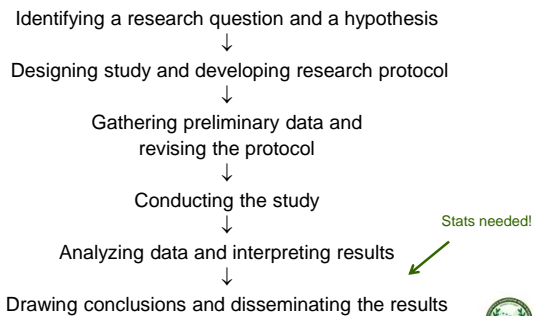 Identifying a research question and a hypothesis
↓
Designing study and developing research protocol
↓
Gathering preliminary data and
revising the protocol
↓
Conducting the study
↓
Stats needed!
Analyzing data and interpreting results
↓
Drawing conclusions and disseminating the results